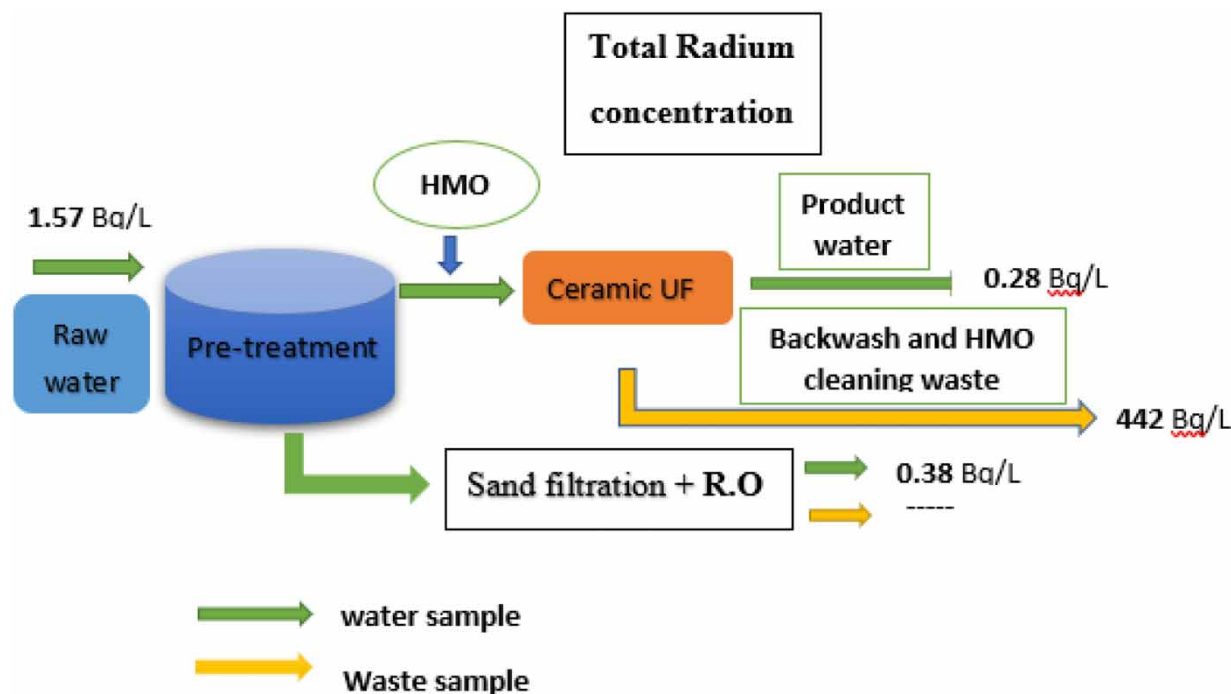 Total Radium
concentration
HMO
1.57 Bq/L
Product
water
Ceramic UF
0.28 Bq/L
Raw
water
Pre-treatment
Backwash and HMO
cleaning waste
442 Bq/L
Sand filtration + R.O
0.38 Bq/L
-----
water sample
Waste sample